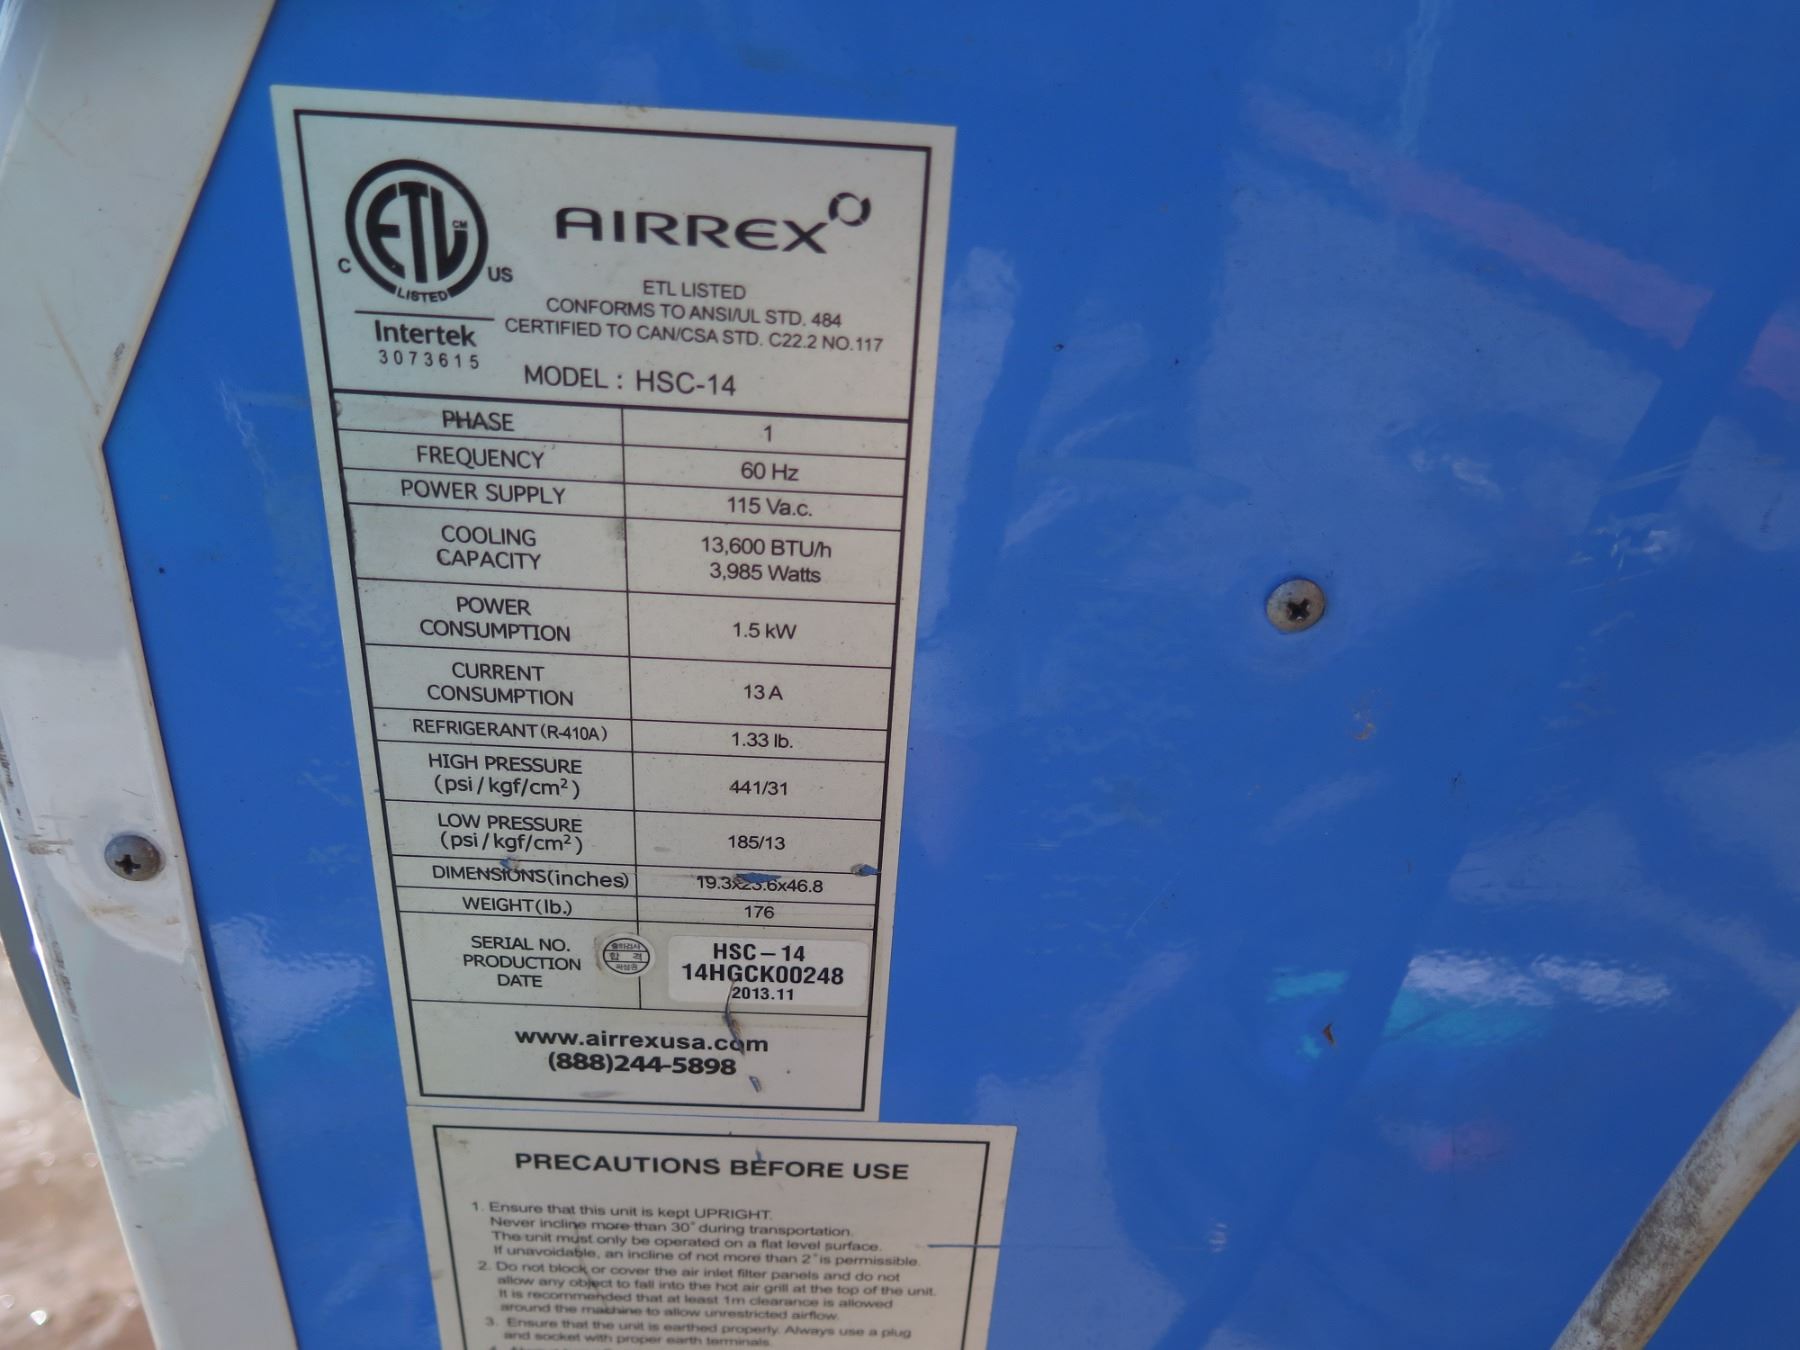 ETL CM
C US
LISTED
Intertek
3073615
AIRREX
ETL LISTED
CONFORMS TO ANSI/UL STD. 484
CERTIFIED TO CAN/CSA STD. C22.2 NO.117
MODEL : HSC-14
PHASE 1
FREQUENCY 60 Hz
POWER SUPPLY 115 Va.c.
COOLING CAPACITY 13,600 BTU/h
3,985 Watts
POWER CONSUMPTION 1.5 kW
CURRENT CONSUMPTION 13 A
REFRIGERANT(R-410A) 1.33 lb.
HIGH PRESSURE (psi/kgf/cm²) 441/31
LOW PRESSURE (psi/kgf/cm²) 185/13
DIMENSIONS(inches) 19.3x23.6x46.8
WEIGHT(lb.) 176
SERIAL NO.
PRODUCTION
DATE
합격
HSC-14
14HGCK00248
2013.11
www.airrexusa.com
(888)244-5898
PRECAUTIONS BEFORE USE
1. Ensure that this unit is kept UPRIGHT.
Never incline more than 30° during transportation.
The unit must only be operated on a flat level surface.
If unavoidable, an incline of not more than 2° is permissible.
2. Do not block or cover the air inlet filter panels and do not
allow any object to fall into the hot air grill at the top of the unit.
It is recommended that at least 1m clearance is allowed
around the machine to allow unrestricted airflow.
3. Ensure that the unit is earthed properly. Always use a plug
and socket with proper earth terminals.